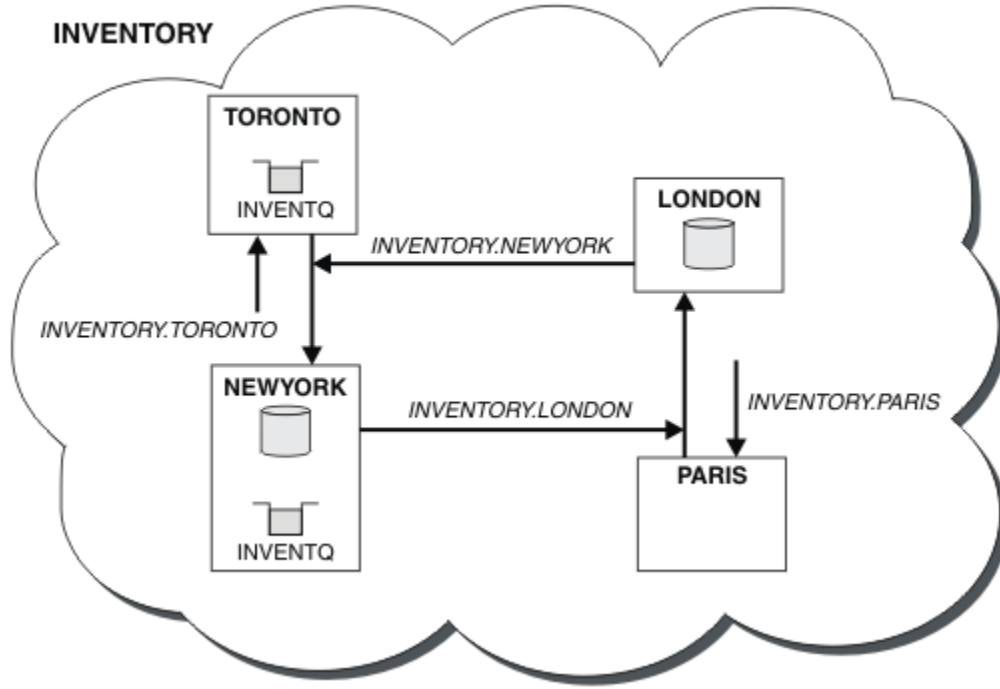 INVENTORY
TORONTO
INVENTQ
LONDON
INVENTORY.NEWYORK
INVENTORY.TORONTO
NEWYORK
INVENTORY.LONDON
INVENTORY.PARIS
PARIS
INVENTQ